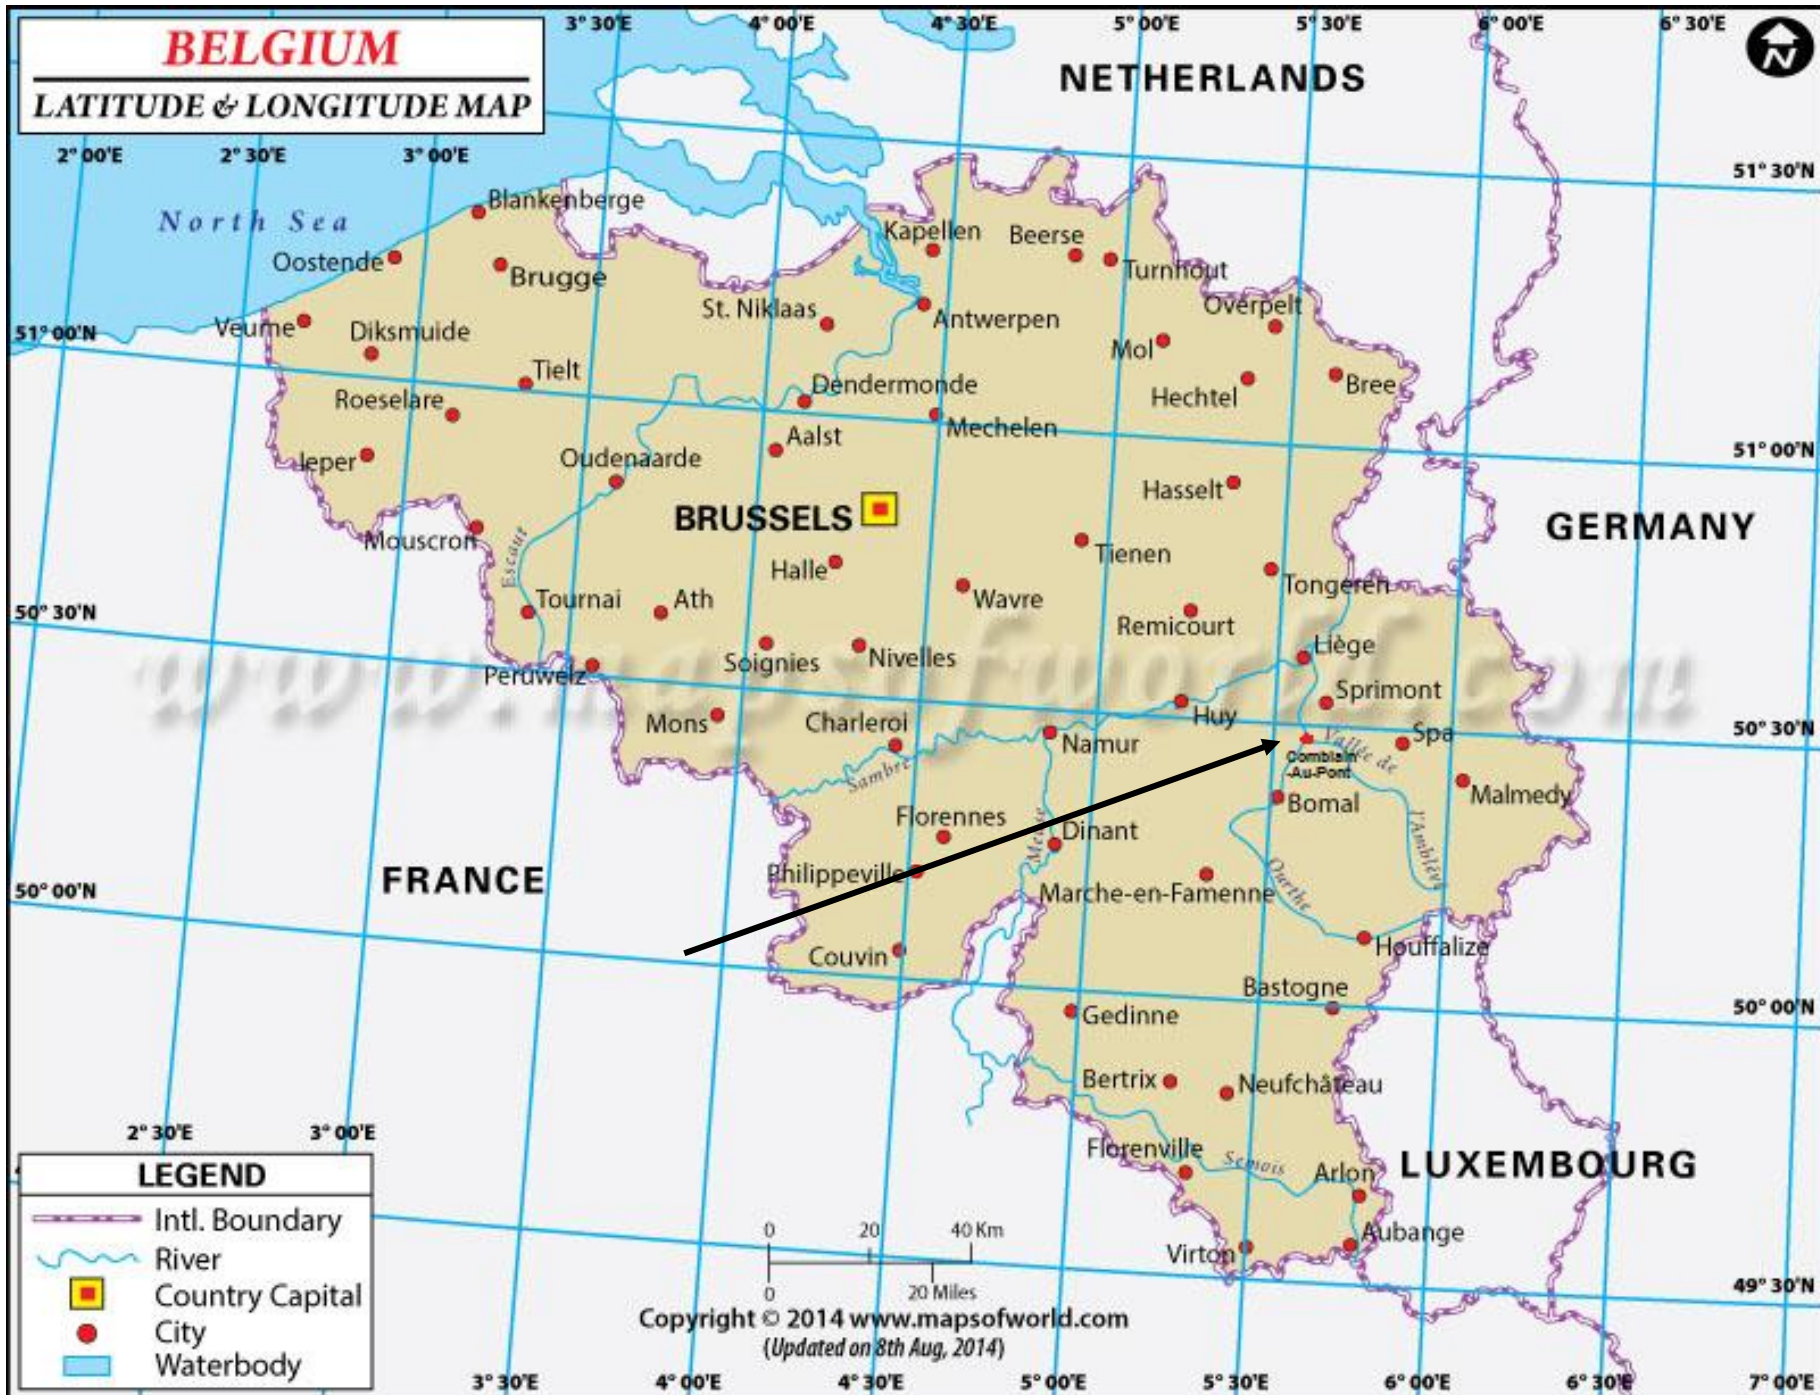 BELGIUM
LATITUDE & LONGITUDE MAP
3° 30'E
4° 00'E
4° 30'E
5° 00'E
5° 30'E
6° 00'E
6° 30'E
N
NETHERLANDS
2° 00'E
2° 30'E
3° 00'E
51° 30'N
North Sea
Blankenberge
Oostende
Brugge
Kapellen
Beerse
Turnhout
Overpelt
St. Niklaas
Antwerpen
Veurne
Diksmuide
51° 00'N
Mol
Tielt
Dendermonde
Hechtel
Bree
Roeselare
Mechelen
Aalst
51° 00'N
Ieper
Oudenaarde
Hasselt
BRUSSELS
GERMANY
Mouscron
Escaut
Halle
Tienen
Tongeren
50° 30'N
Tournai
Ath
Wavre
Remicourt
www.mapsofworld.com
Liège
Soignies
Nivelles
Peruwelz
Sprimont
Mons
Charleroi
Huy
Namur
Spa
50° 30'N
Vallée de
l'Amblève
Comblain
-Au-Pont
Sambre
Malmedy
Bomal
Florennes
Meuse
Dinant
50° 00'N
FRANCE
Philippeville
Marche-en-Famenne
Ourthe
Couvin
Houffalize
Bastogne
50° 00'N
Gedinne
Bertrix
Neufchâteau
2° 30'E
3° 00'E
Florenville
Semois
Arlon
LUXEMBOURG
LEGEND
Intl. Boundary
River
Country Capital
City
Waterbody
0 20 40 Km
0 20 Miles
Virton
Aubange
49° 30'N
Copyright © 2014 www.mapsofworld.com
(Updated on 8th Aug, 2014)
3° 30'E
4° 00'E
4° 30'E
5° 00'E
5° 30'E
6° 00'E
6° 30'E
7° 00'E